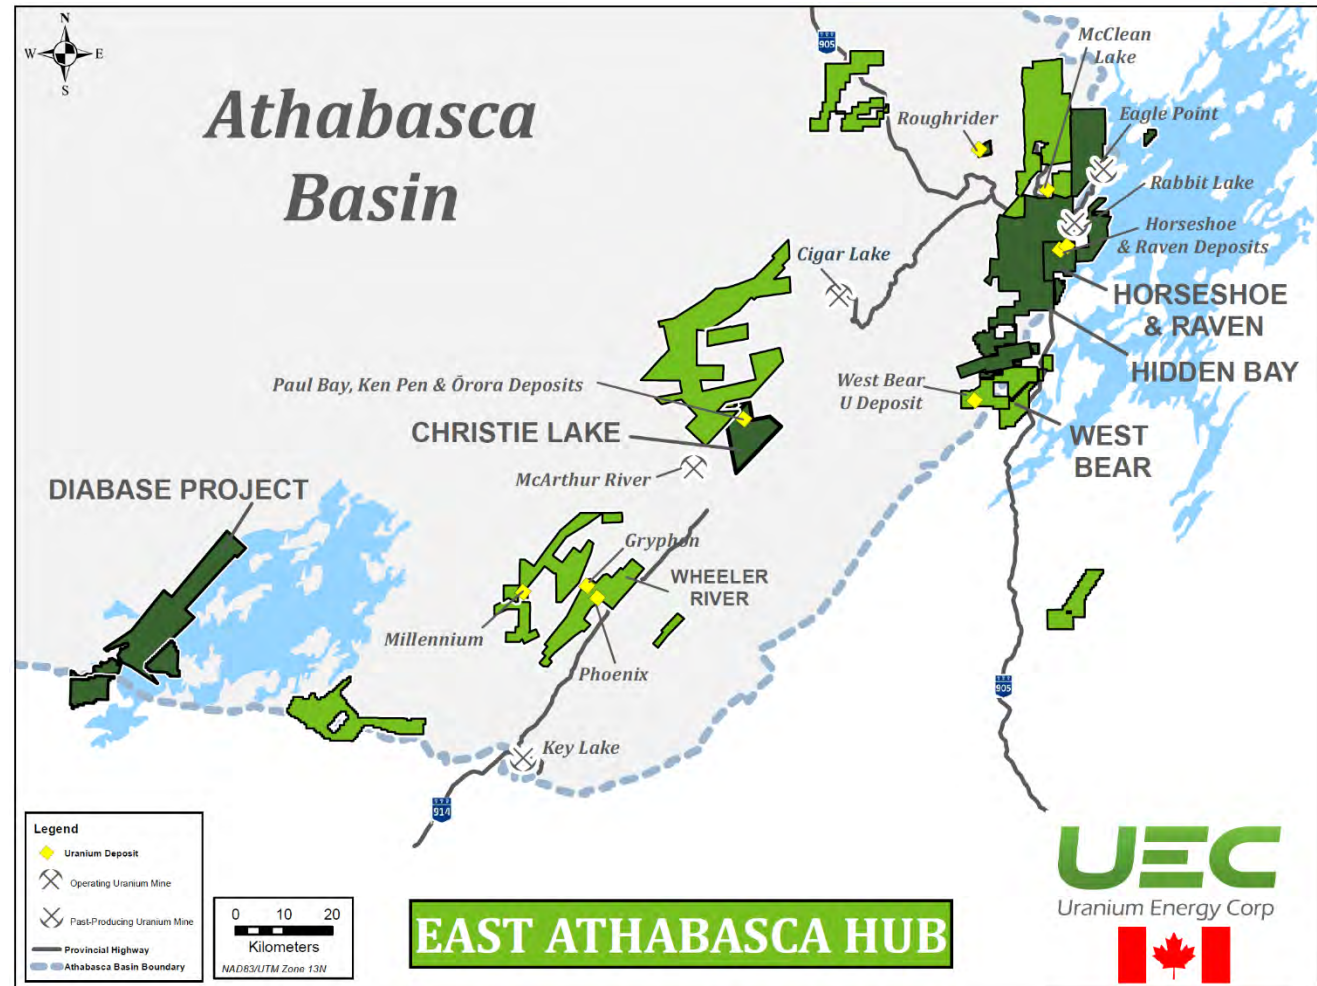 N
W
E
S
Athabasca
Basin
905
McClean
Lake
Roughrider
Eagle Point
Rabbit Lake
Horseshoe
& Raven Deposits
Cigar Lake
HORSESHOE
& RAVEN
HIDDEN BAY
Paul Bay, Ken Pen & Ōrora Deposits
West Bear
U Deposit
CHRISTIE LAKE
WEST
BEAR
McArthur River
DIABASE PROJECT
Gryphon
WHEELER
RIVER
Millennium
Phoenix
905
Key Lake
914
Legend
Uranium Deposit
Operating Uranium Mine
Past-Producing Uranium Mine
Provincial Highway
Athabasca Basin Boundary
0 10 20
Kilometers
NAD83/UTM Zone 13N
EAST ATHABASCA HUB
UEC
Uranium Energy Corp